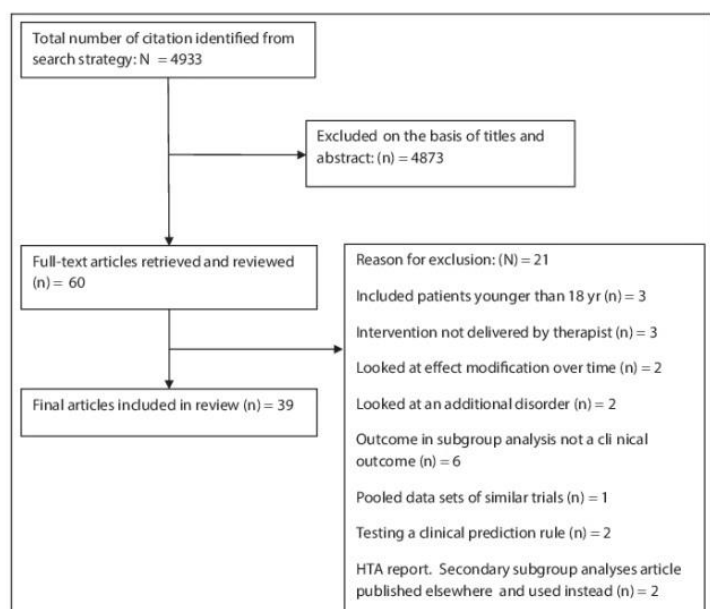 Total number of citation identified from
search strategy: N = 4933
Excluded on the basis of titles and
abstract: (n) = 4873
Full-text articles retrieved and reviewed
(n) = 60
Reason for exclusion: (N) = 21
Included patients younger than 18 yr (n) = 3
Intervention not delivered by therapist (n) = 3
Looked at effect modification over time (n) = 2
Looked at an additional disorder (n) = 2
Outcome in subgroup analysis not a cli nical
outcome (n) = 6
Pooled data sets of similar trials (n) = 1
Testing a clinical prediction rule (n) = 2
HTA report. Secondary subgroup analyses article
published elsewhere and used instead (n) = 2
Final articles included in review (n) = 39